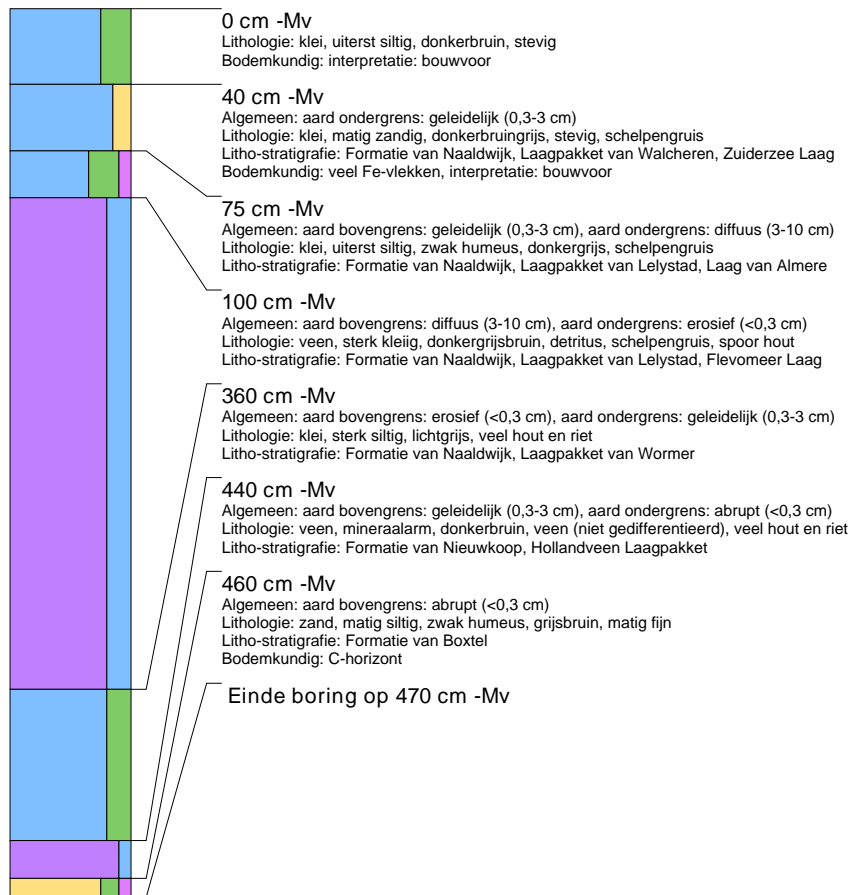 0 cm -Mv
Lithologie: klei, uiterst siltig, donkerbruin, stevig
Bodemkundig: interpretatie: bouwvoor
40 cm -Mv
Algemeen: aard ondergrens: geleidelijk (0,3-3 cm)
Lithologie: klei, matig zandig, donkerbruingrijs, stevig, schelpengruis
Litho-stratigrafie: Formatie van Naaldwijk, Laagpakket van Walcheren, Zuiderzee Laag
Bodemkundig: veel Fe-vlekken, interpretatie: bouwvoor
75 cm -Mv
Algemeen: aard bovengrens: geleidelijk (0,3-3 cm), aard ondergrens: diffuus (3-10 cm)
Lithologie: klei, uiterst siltig, zwak humeus, donkergrijs, schelpengruis
Litho-stratigrafie: Formatie van Naaldwijk, Laagpakket van Lelystad, Laag van Almere
100 cm -Mv
Algemeen: aard bovengrens: diffuus (3-10 cm), aard ondergrens: erosief (<0,3 cm)
Lithologie: veen, sterk kleiig, donkergrijsbruin, detritus, schelpengruis, spoor hout
Litho-stratigrafie: Formatie van Naaldwijk, Laagpakket van Lelystad, Flevomeer Laag
360 cm -Mv
Algemeen: aard bovengrens: erosief (<0,3 cm), aard ondergrens: geleidelijk (0,3-3 cm)
Lithologie: klei, sterk siltig, lichtgrijs, veel hout en riet
Litho-stratigrafie: Formatie van Naaldwijk, Laagpakket van Wormer
440 cm -Mv
Algemeen: aard bovengrens: geleidelijk (0,3-3 cm), aard ondergrens: abrupt (<0,3 cm)
Lithologie: veen, mineraalarm, donkerbruin, veen (niet gedifferentieerd), veel hout en riet
Litho-stratigrafie: Formatie van Nieuwkoop, Hollandveen Laagpakket
460 cm -Mv
Algemeen: aard bovengrens: abrupt (<0,3 cm)
Lithologie: zand, matig siltig, zwak humeus, grijsbruin, matig fijn
Litho-stratigrafie: Formatie van Boxtel
Bodemkundig: C-horizont
Einde boring op 470 cm -Mv